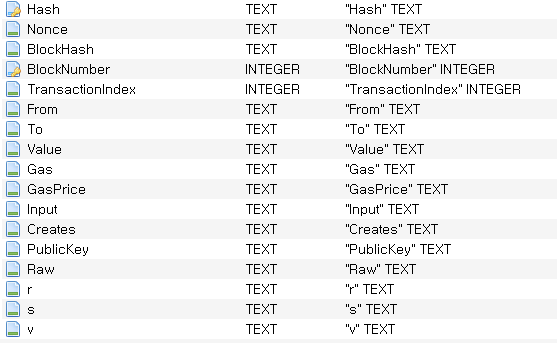 Hash TEXT "Hash" TEXT
Nonce TEXT "Nonce" TEXT
BlockHash TEXT "BlockHash" TEXT
BlockNumber INTEGER "BlockNumber" INTEGER
TransactionIndex INTEGER "TransactionIndex" INTEGER
From TEXT "From" TEXT
To TEXT "To" TEXT
Value TEXT "Value" TEXT
Gas TEXT "Gas" TEXT
GasPrice TEXT "GasPrice" TEXT
Input TEXT "Input" TEXT
Creates TEXT "Creates" TEXT
PublicKey TEXT "PublicKey" TEXT
Raw TEXT "Raw" TEXT
r TEXT "r" TEXT
s TEXT "s" TEXT
v TEXT "v" TEXT